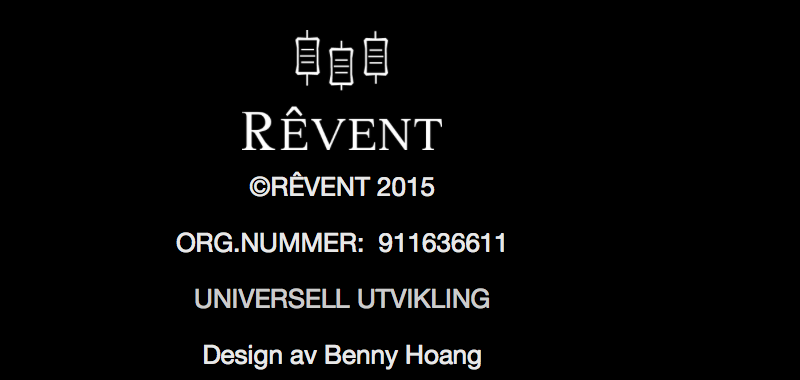 RÊVENT
©RÊVENT 2015
ORG.NUMMER: 911636611
UNIVERSELL UTVIKLING
Design av Benny Hoang